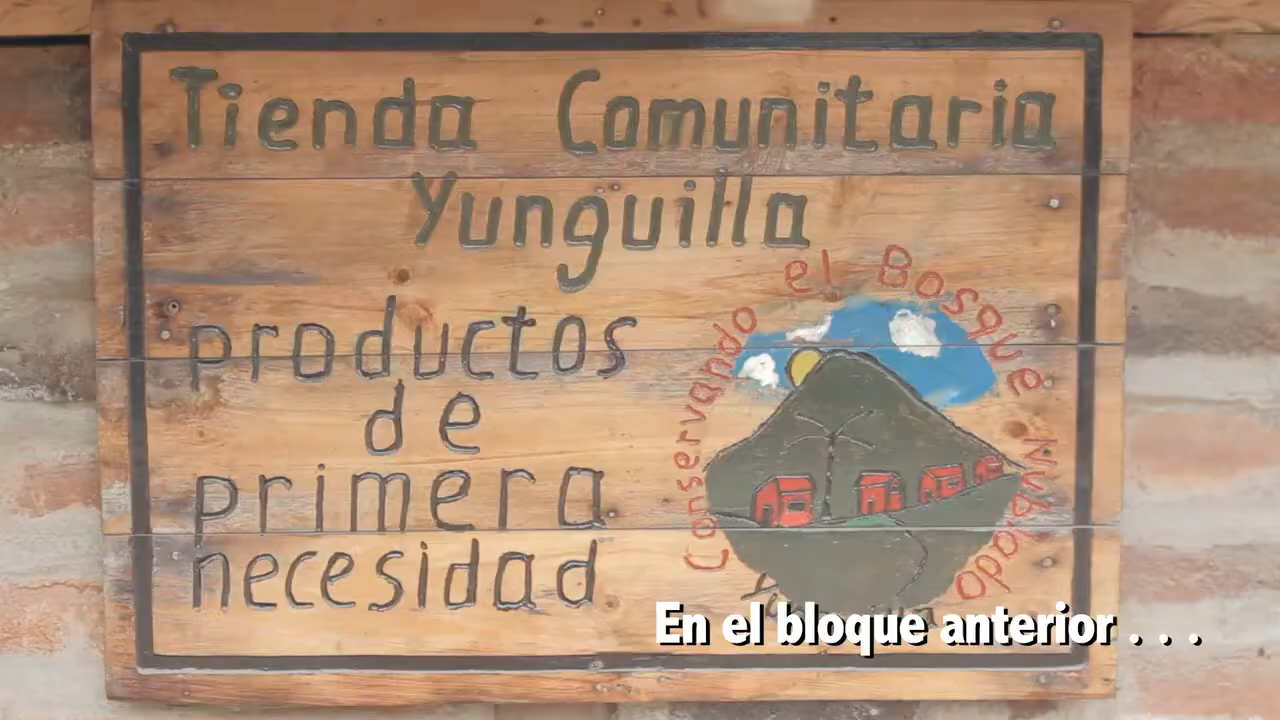 Tienda Comunitaria
Yunguilla
productos
de
primera
necesidad
Conservando el Bosque Nublado
En el bloque anterior . . .